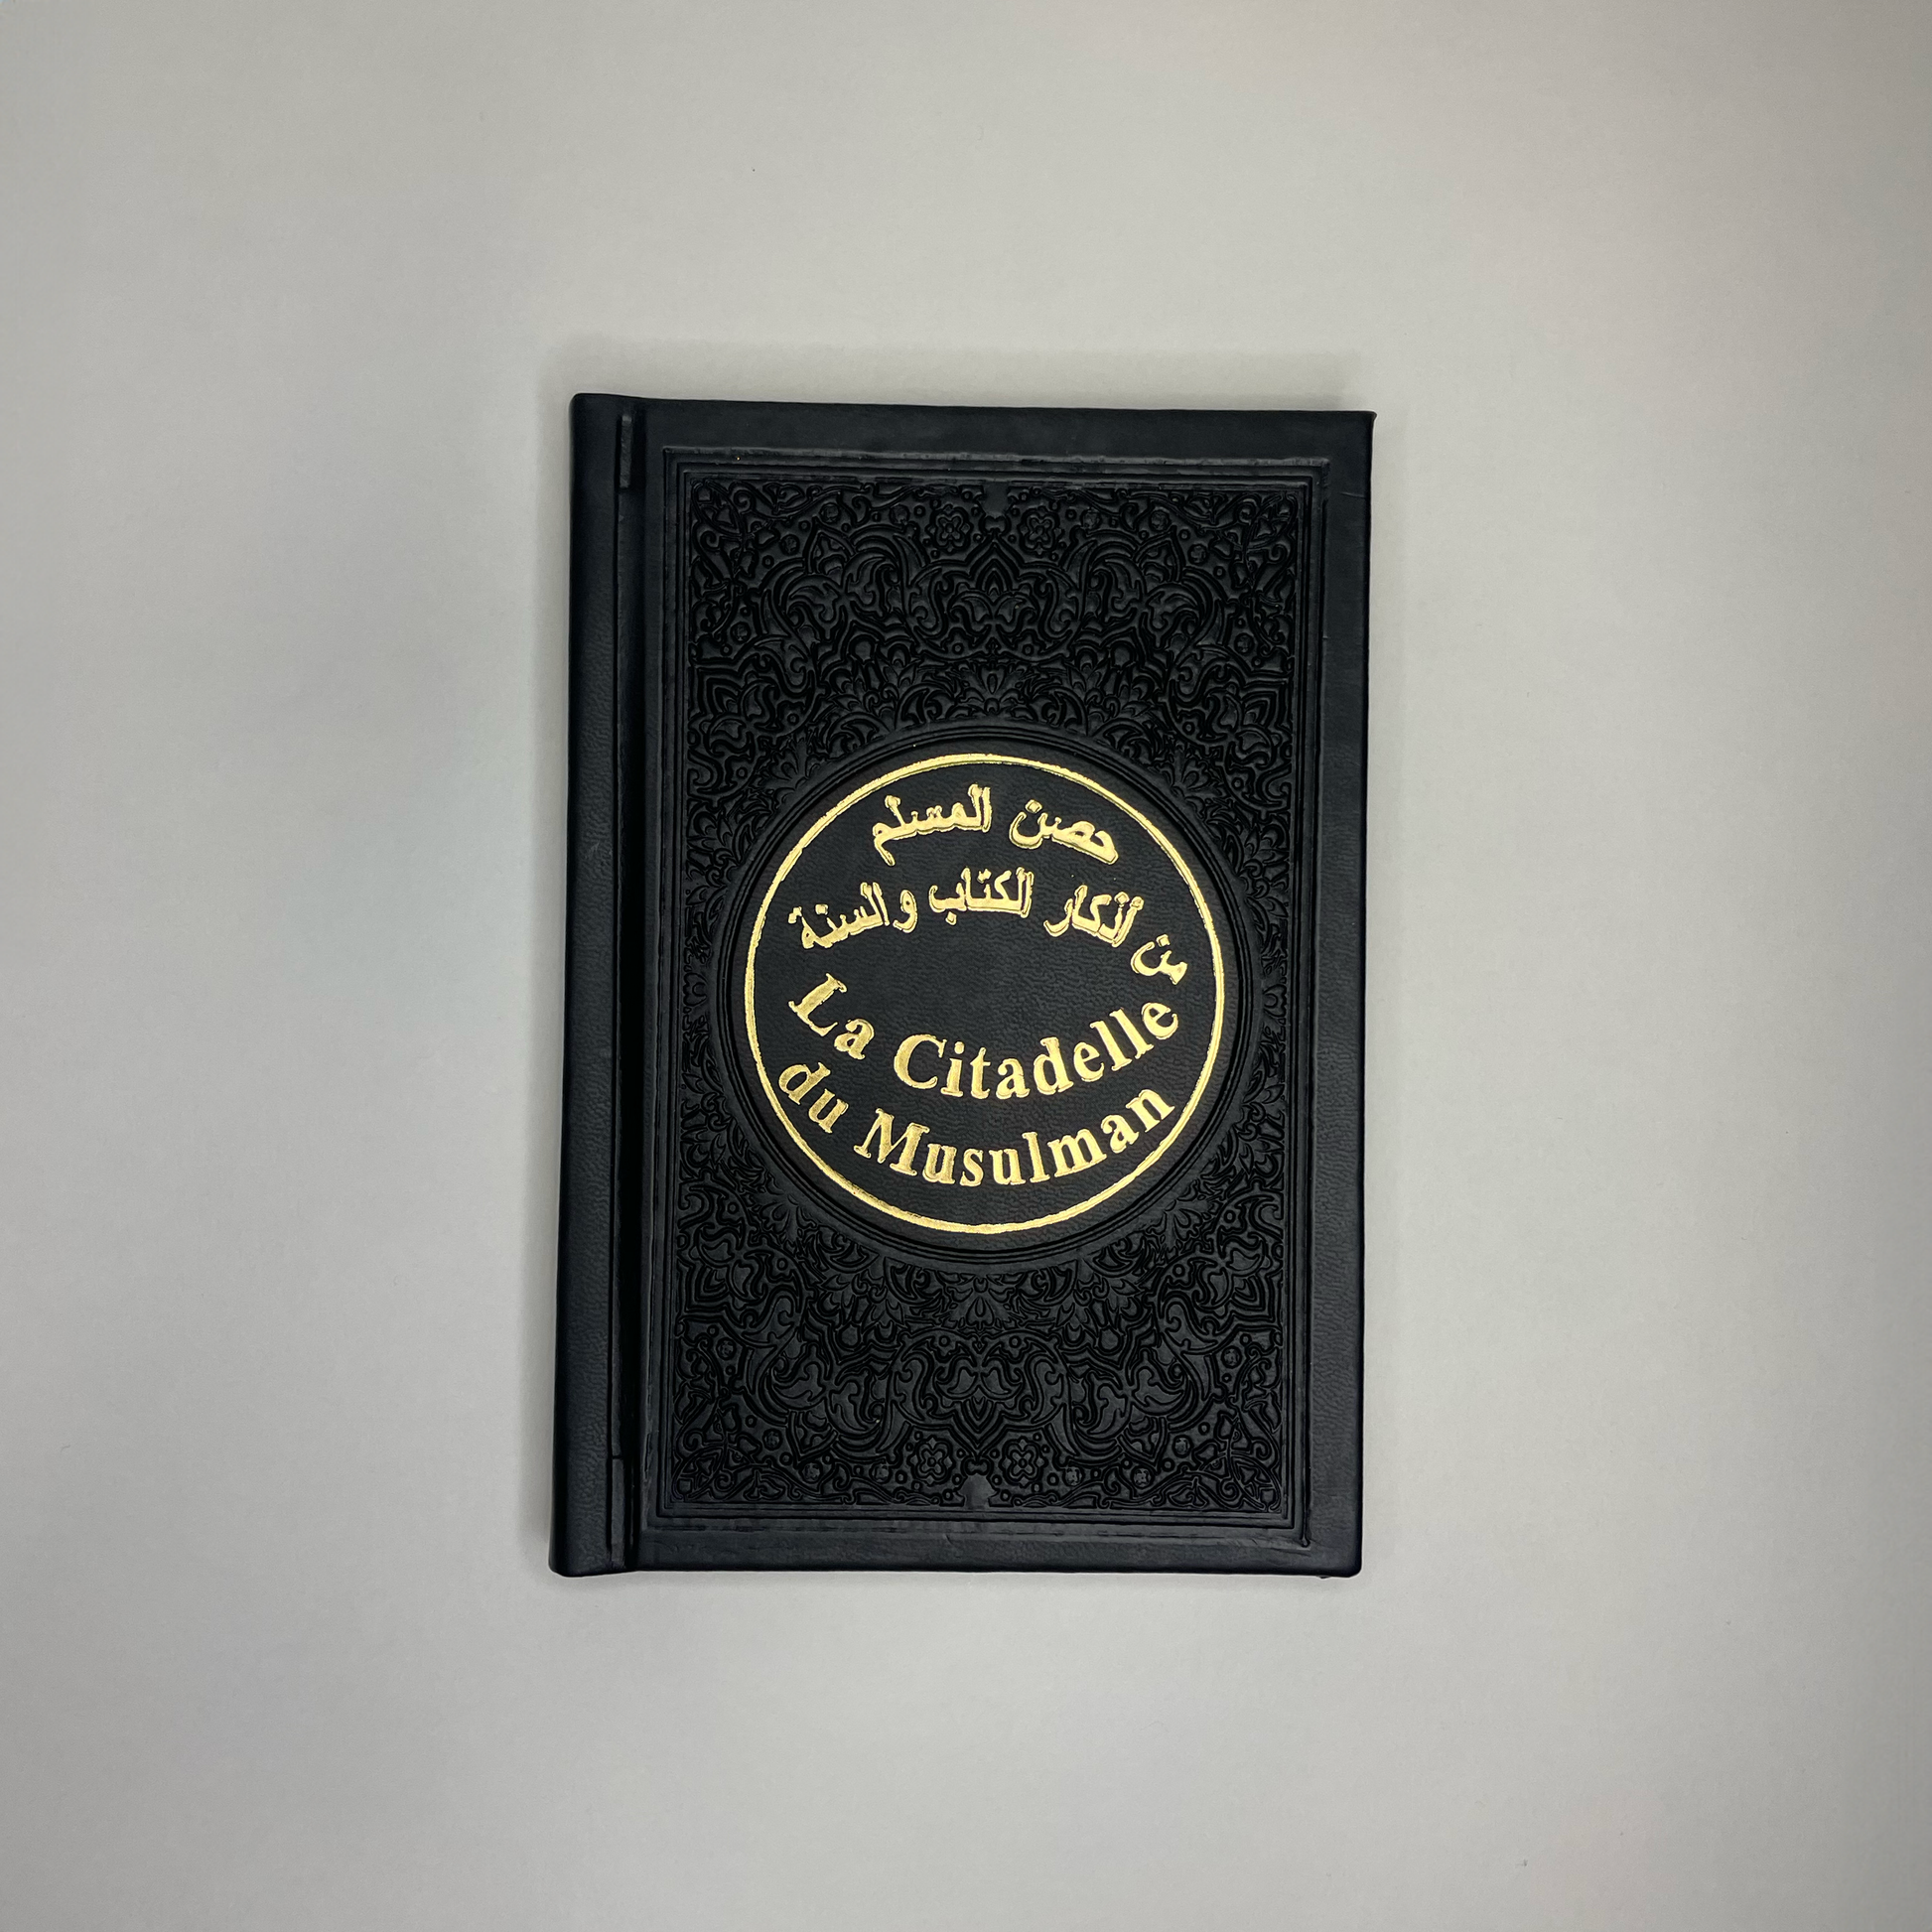 حصن المسلم
من أذكار الكتاب والسنة
La Citadelle
du Musulman